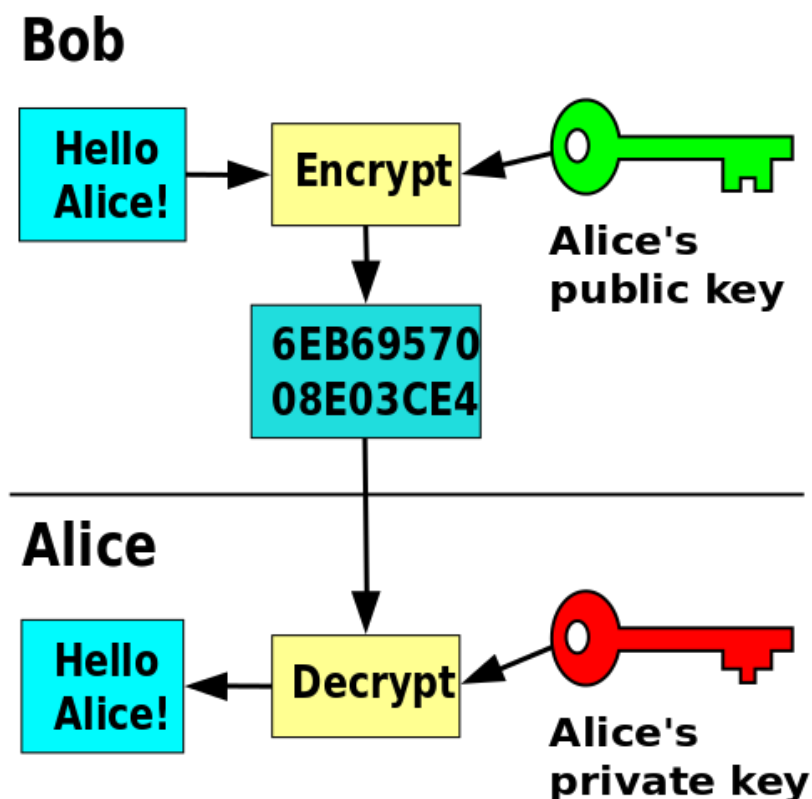 Bob
Hello
Alice!
Encrypt
Alice's
public key
6EB69570
08E03CE4
Alice
Hello
Alice!
Decrypt
Alice's
private key